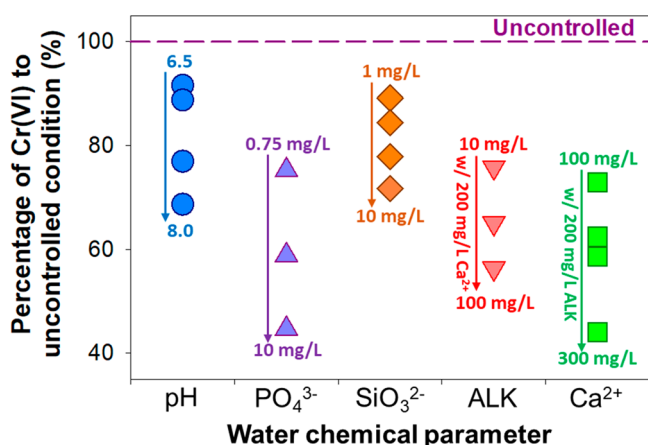 Uncontrolled
100
80
60
40
Percentage of Cr(VI) to
uncontrolled condition (%)
6.5
8.0
0.75 mg/L
10 mg/L
1 mg/L
10 mg/L
10 mg/L
w/ 200 mg/L Ca²⁺
100 mg/L
100 mg/L
w/ 200 mg/L ALK
300 mg/L
pH
PO₄³⁻
SiO₃²⁻
ALK
Ca²⁺
Water chemical parameter